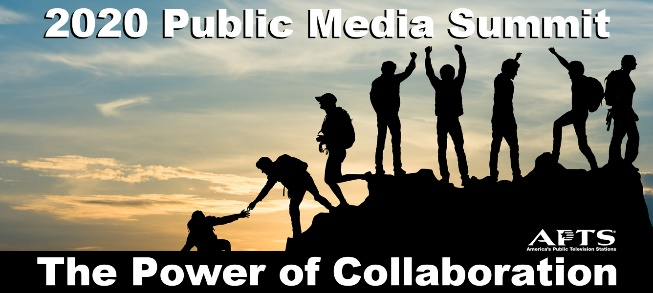 2020 Public Media Summit
APTS
America's Public Television Stations
The Power of Collaboration